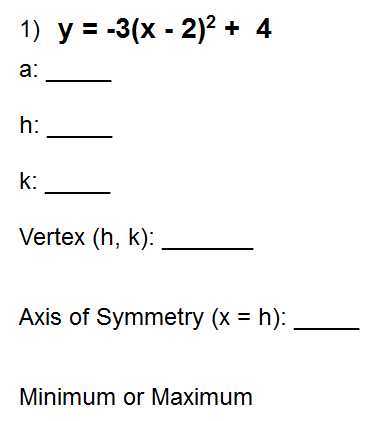 1) y = -3(x - 2)² + 4
a: _____
h: _____
k: _____
Vertex (h, k): _______
Axis of Symmetry (x = h): _____
Minimum or Maximum